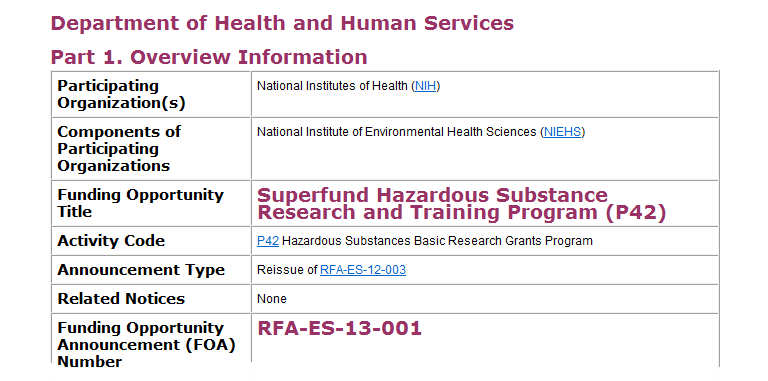 Department of Health and Human Services
Part 1. Overview Information
Participating
Organization(s)
National Institutes of Health (NIH)
Components of
Participating
Organizations
National Institute of Environmental Health Sciences (NIEHS)
Funding Opportunity
Title
Superfund Hazardous Substance
Research and Training Program (P42)
Activity Code
P42 Hazardous Substances Basic Research Grants Program
Announcement Type
Reissue of RFA-ES-12-003
Related Notices
None
Funding Opportunity
Announcement (FOA)
Number
RFA-ES-13-001